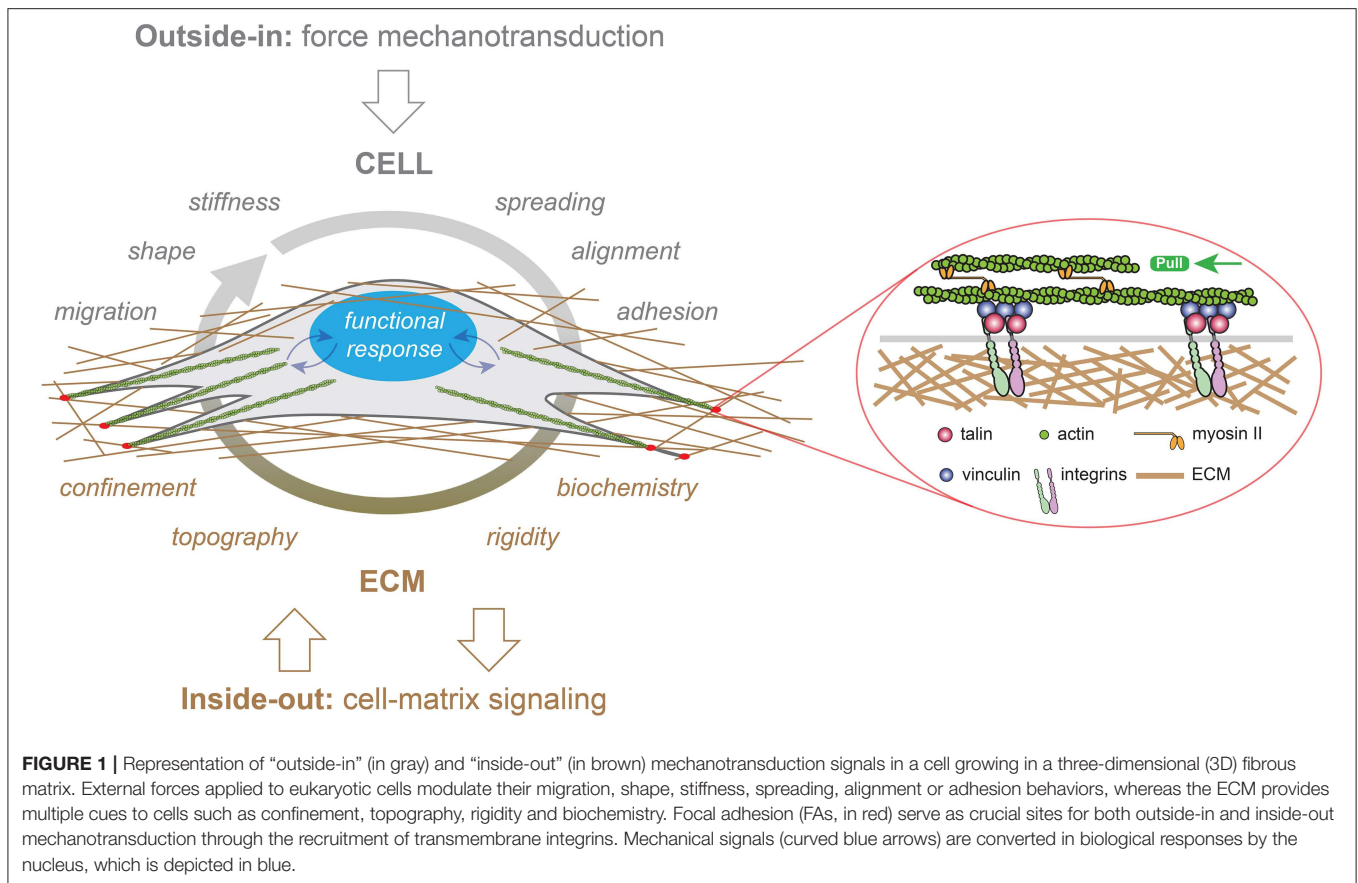 Outside-in: force mechanotransduction
CELL
stiffness
spreading
shape
alignment
migration
adhesion
functional
response
confinement
biochemistry
topography
rigidity
ECM
Inside-out: cell-matrix signaling
Pull
talin
actin
myosin II
vinculin
integrins
ECM
FIGURE 1 | Representation of “outside-in” (in gray) and “inside-out” (in brown) mechanotransduction signals in a cell growing in a three-dimensional (3D) fibrous
matrix. External forces applied to eukaryotic cells modulate their migration, shape, stiffness, spreading, alignment or adhesion behaviors, whereas the ECM provides
multiple cues to cells such as confinement, topography, rigidity and biochemistry. Focal adhesion (FAs, in red) serve as crucial sites for both outside-in and inside-out
mechanotransduction through the recruitment of transmembrane integrins. Mechanical signals (curved blue arrows) are converted in biological responses by the
nucleus, which is depicted in blue.